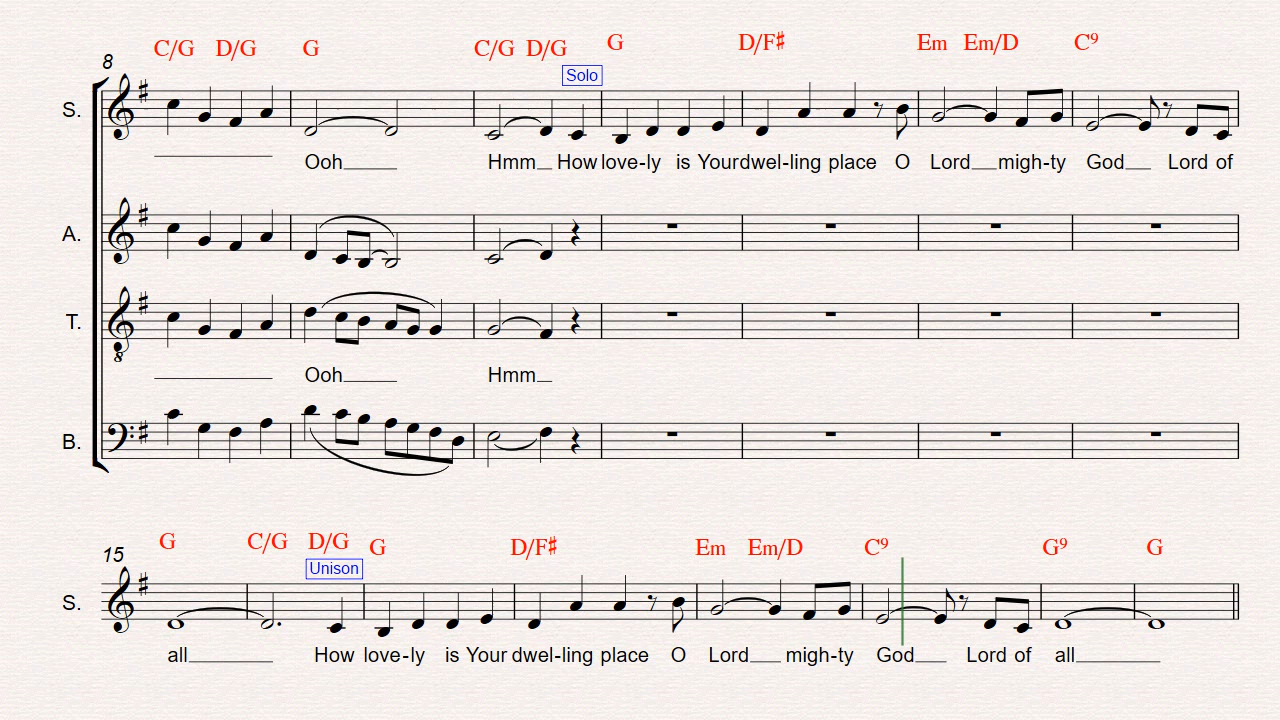 C/G D/G G C/G D/G G D/F♯ Em Em/D C9
8
Solo
S.
Ooh Hmm How love-ly is Your dwel-ling place O Lord migh-ty God Lord of
A.
T.
8
Ooh Hmm
B.
G C/G D/G G D/F♯ Em Em/D C9 G9 G
15
Unison
S.
all How love-ly is Your dwel-ling place O Lord migh-ty God Lord of all